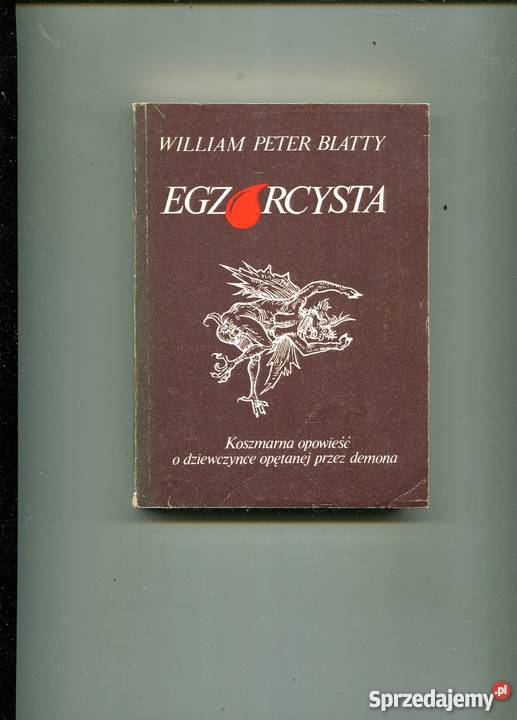 WILLIAM PETER BLATTY
EGZORCYSTA
Koszmarna opowieść
o dziewczynce opętanej przez demona
Sprzedajemy.pl